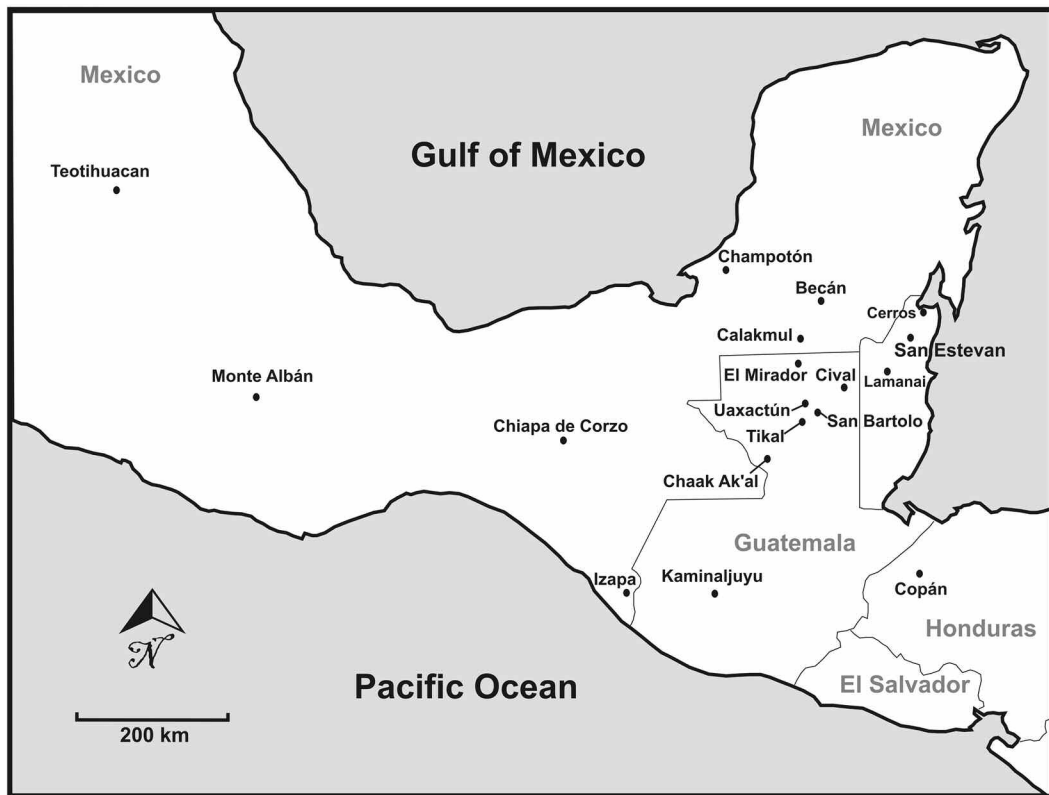 Mexico
Mexico
Gulf of Mexico
Teotihuacan
Champotón
Becán
Cerros
Calakmul
San Estevan
El Mirador
Cival
Lamanai
Monte Albán
Uaxactún
San Bartolo
Chiapa de Corzo
Tikal
Chaak Ak'al
Guatemala
Izapa
Kaminaljuyu
Copán
Honduras
N
Pacific Ocean
El Salvador
200 km